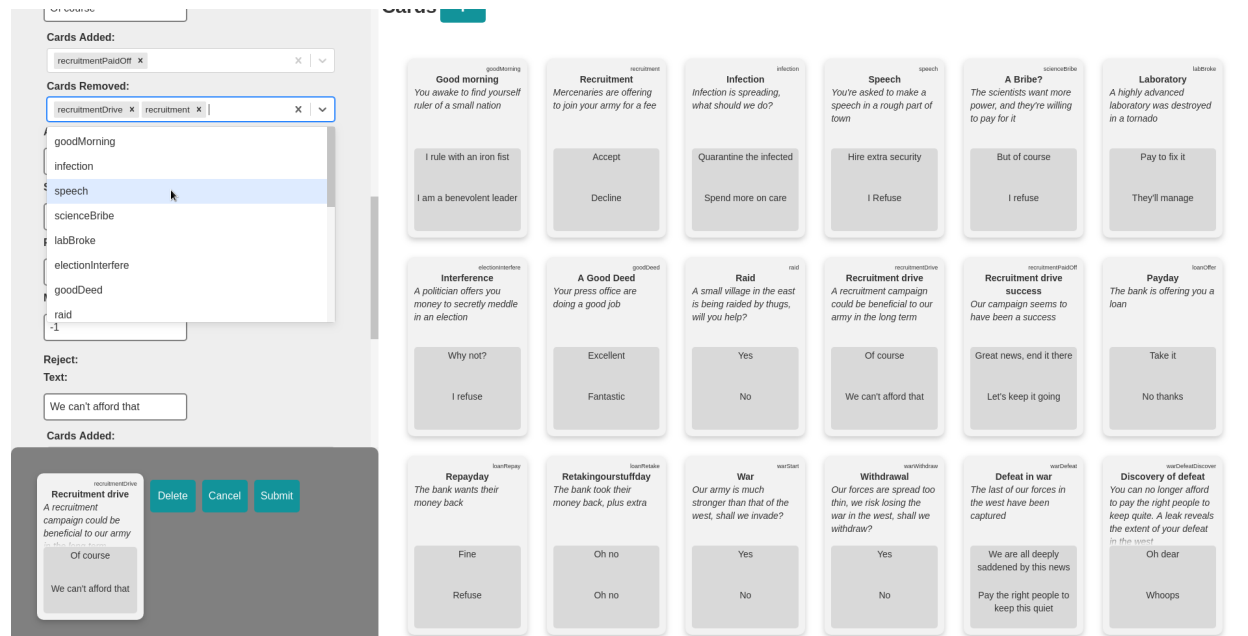 Of course
Cards Added:
recruitmentPaidOff
Cards Removed:
recruitmentDrive
recruitment
goodMorning
infection
speech
scienceBribe
labBroke
electionInterfere
goodDeed
raid
-1
Reject:
Text:
We can't afford that
Cards Added:
recruitmentDrive
Recruitment drive
A recruitment
campaign could be
beneficial to our army
in the long term
Of course
We can't afford that
Delete
Cancel
Submit
Cards
goodMorning
Good morning
You awake to find yourself
ruler of a small nation
I rule with an iron fist
I am a benevolent leader
recruitment
Recruitment
Mercenaries are offering
to join your army for a fee
Accept
Decline
infection
Infection
Infection is spreading,
what should we do?
Quarantine the infected
Spend more on care
speech
Speech
You're asked to make a
speech in a rough part of
town
Hire extra security
I Refuse
scienceBribe
A Bribe?
The scientists want more
power, and they're willing
to pay for it
But of course
I refuse
labBroke
Laboratory
A highly advanced
laboratory was destroyed
in a tornado
Pay to fix it
They'll manage
electionInterfere
Interference
A politician offers you
money to secretly meddle
in an election
Why not?
I refuse
goodDeed
A Good Deed
Your press office are
doing a good job
Excellent
Fantastic
raid
Raid
A small village in the east
is being raided by thugs,
will you help?
Yes
No
recruitmentDrive
Recruitment drive
A recruitment campaign
could be beneficial to our
army in the long term
Of course
We can't afford that
recruitmentPaidOff
Recruitment drive
success
Our campaign seems to
have been a success
Great news, end it there
Let's keep it going
loanOffer
Payday
The bank is offering you a
loan
Take it
No thanks
loanRepay
Repayday
The bank wants their
money back
Fine
Refuse
loanRetake
Retakingourstuffday
The bank took their
money back, plus extra
Oh no
Oh no
warStart
War
Our army is much
stronger than that of the
west, shall we invade?
Yes
No
warWithdraw
Withdrawal
Our forces are spread too
thin, we risk losing the
war in the west, shall we
withdraw?
Yes
No
warDefeat
Defeat in war
The last of our forces in
the west have been
captured
We are all deeply
saddened by this news
Pay the right people to
keep this quiet
warDefeatDiscover
Discovery of defeat
You can no longer afford
to pay the right people to
keep quite. A leak reveals
the extent of your defeat
in the west
Oh dear
Whoops